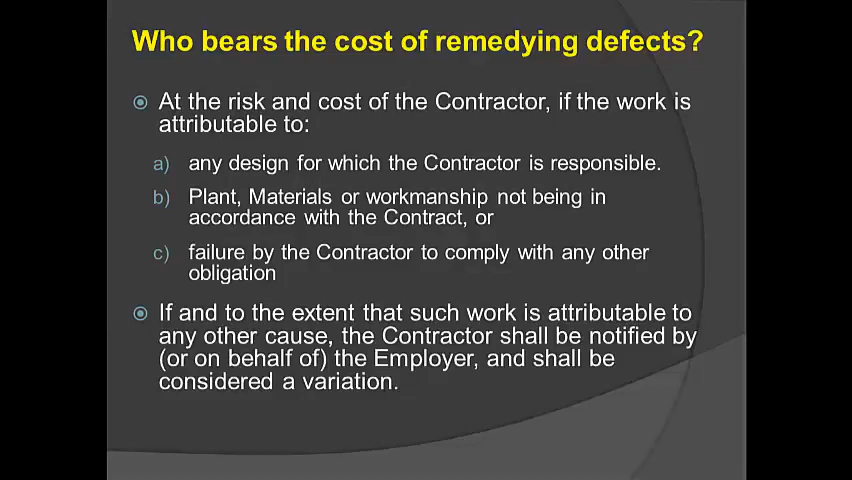 Who bears the cost of remedying defects?
At the risk and cost of the Contractor, if the work is
attributable to:
a) any design for which the Contractor is responsible.
b) Plant, Materials or workmanship not being in
accordance with the Contract, or
c) failure by the Contractor to comply with any other
obligation
If and to the extent that such work is attributable to
any other cause, the Contractor shall be notified by
(or on behalf of) the Employer, and shall be
considered a variation.